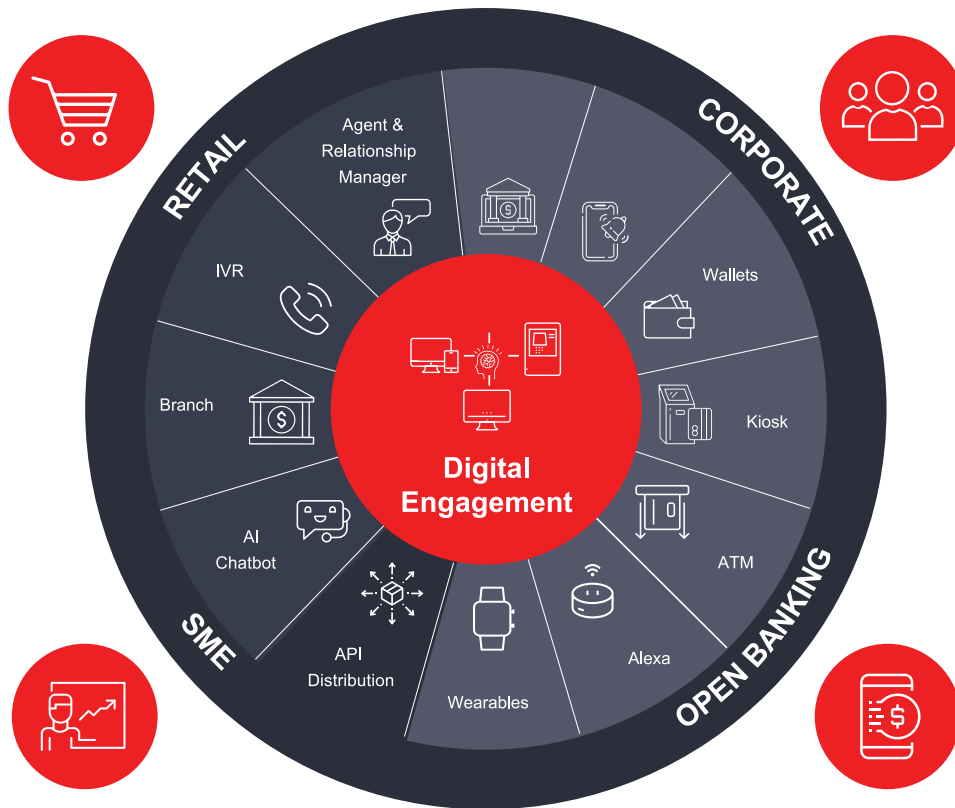 RETAIL
CORPORATE
Agent &
Relationship
Manager
IVR
Wallets
Branch
Kiosk
Digital
Engagement
AI
Chatbot
ATM
SME
API
Distribution
Wearables
Alexa
OPEN BANKING